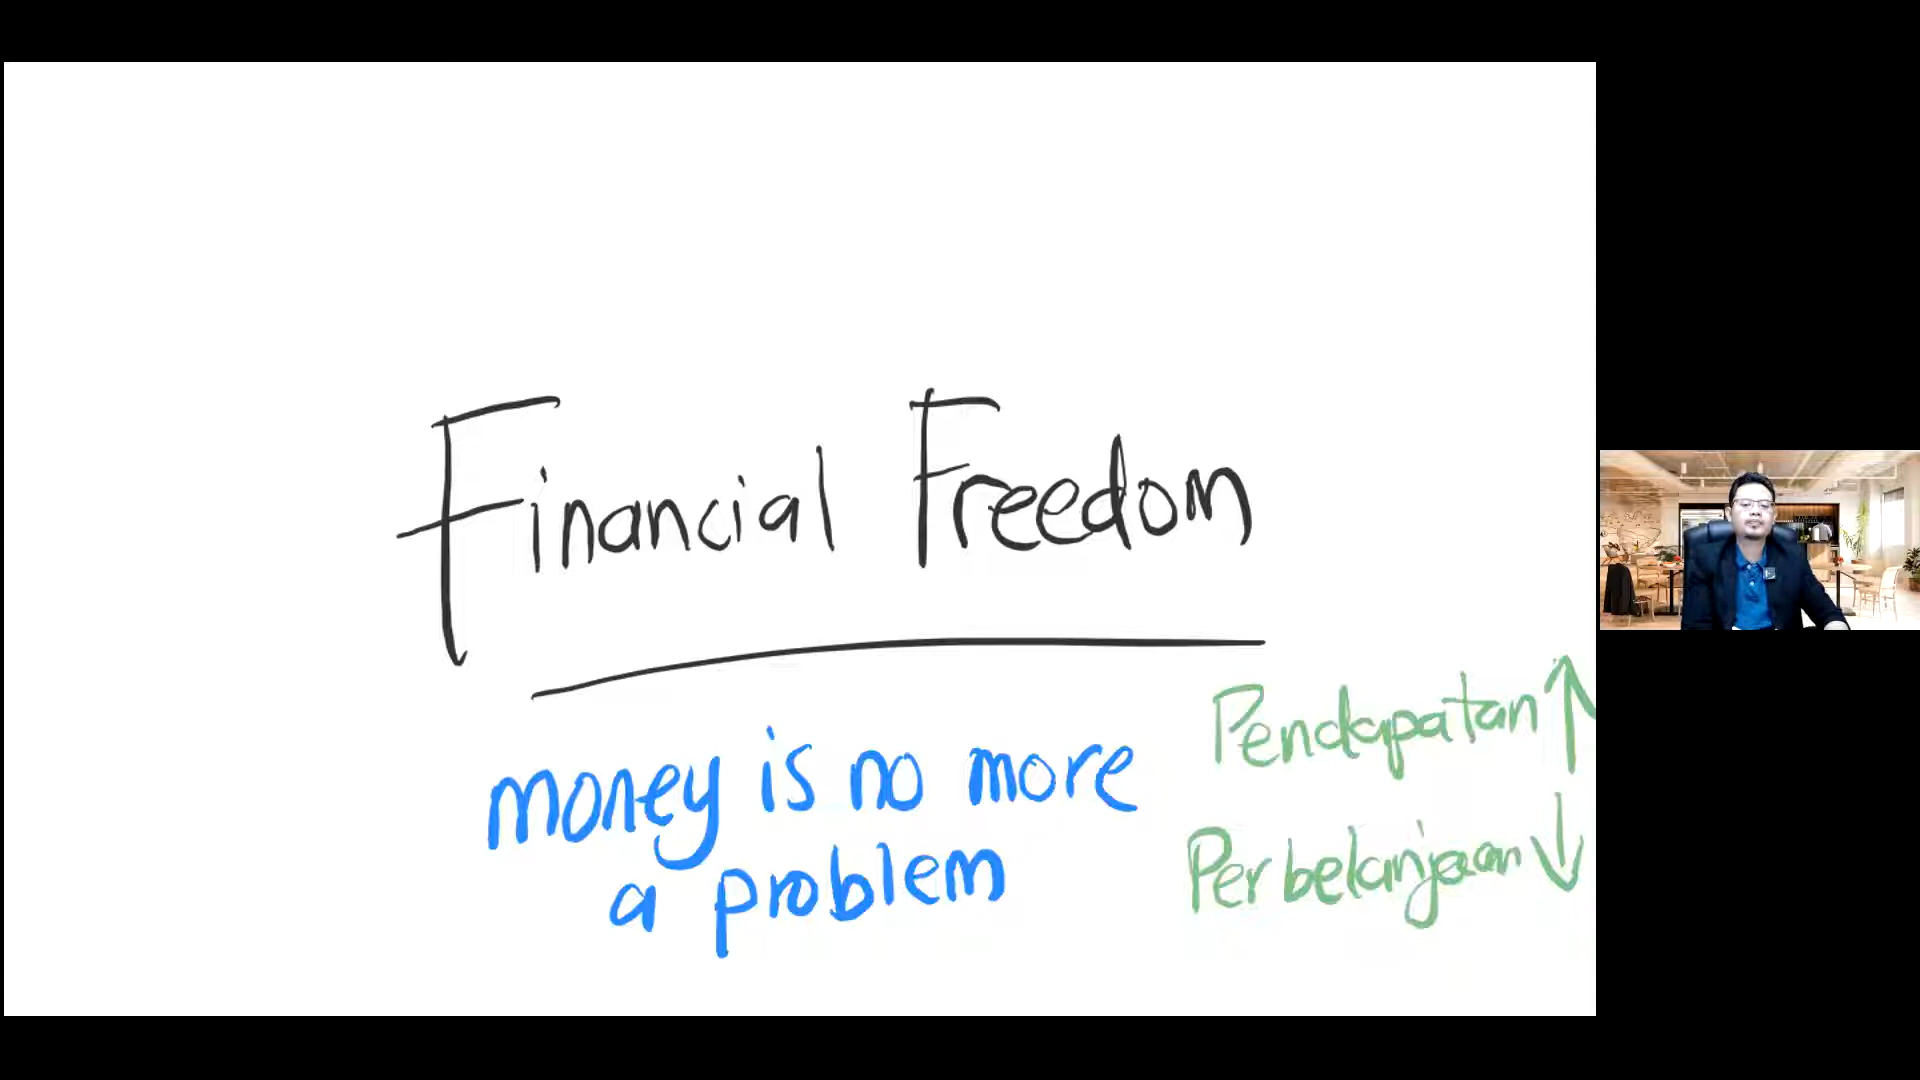 Financial Freedom
money is no more
a problem
Pendapatan ↑
Perbelanjaan ↓